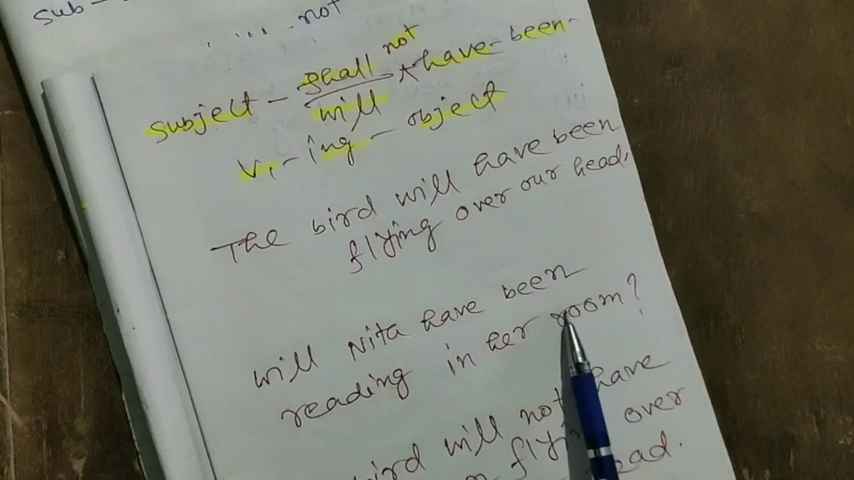 sub -
... not
not
subject - shall * have - been -
will
V1 - ing - object
The bird will have been
flying over our head,
will Nita have been
reading in her room?
bird will not have
flying over
ead.